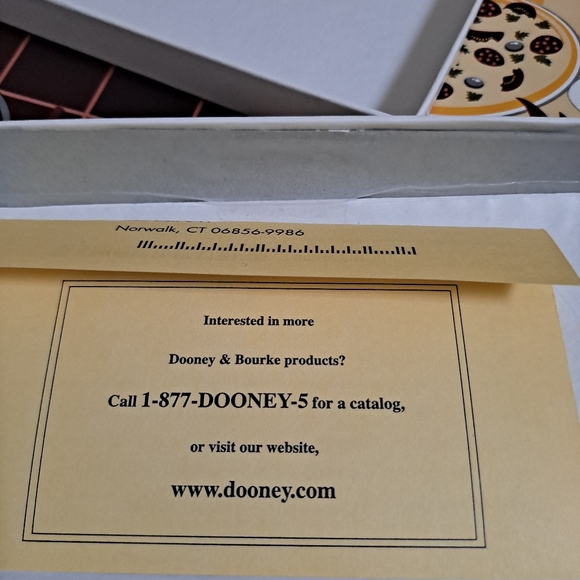 Norwalk, CT 06856-9986
Interested in more
Dooney & Bourke products?
Call 1-877-DOONEY-5 for a catalog,
or visit our website,
www.dooney.com